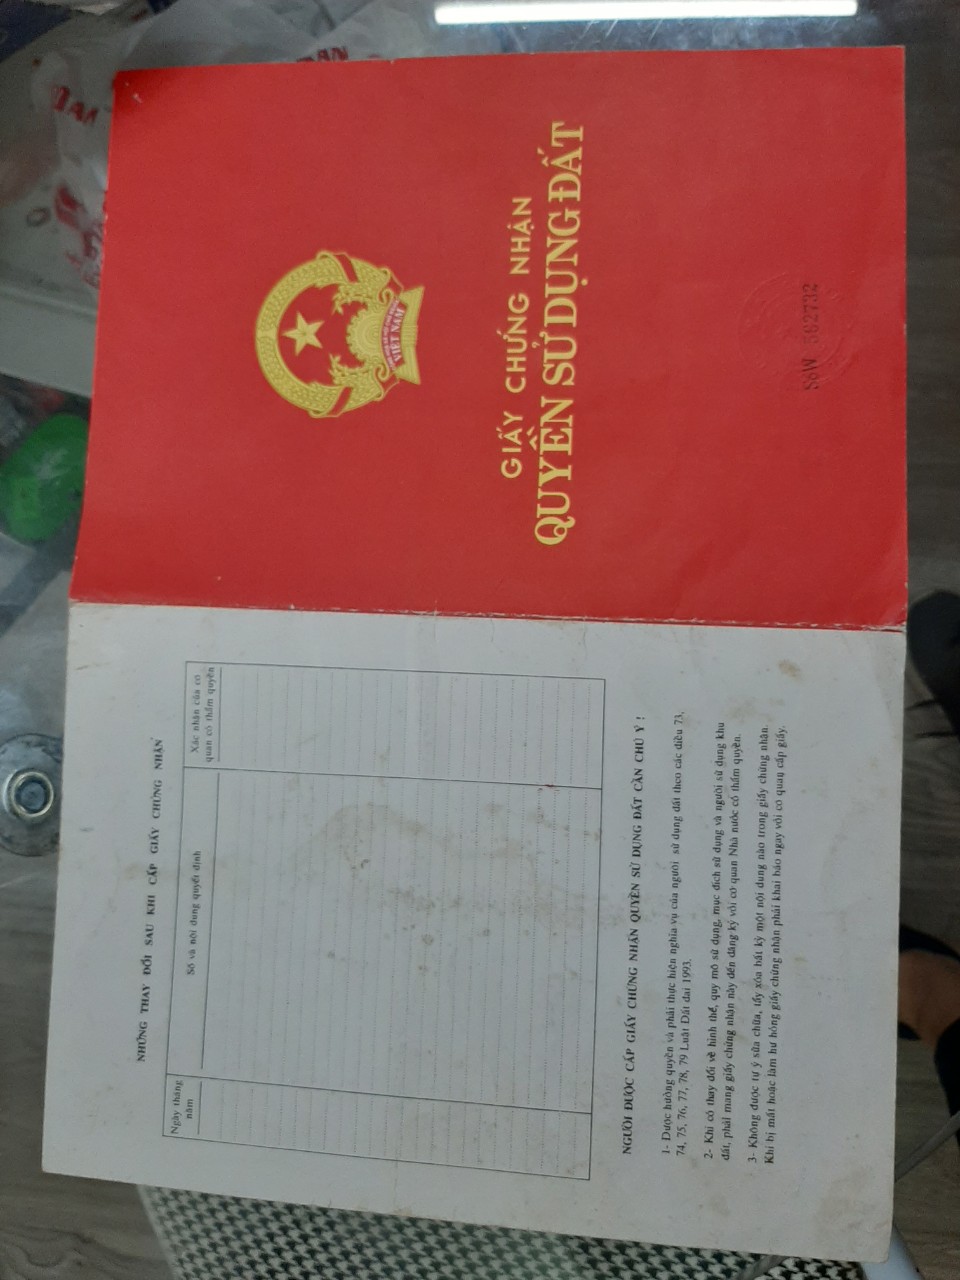 GIẤY CHỨNG NHẬN
QUYỀN SỬ DỤNG ĐẤT
VIỆT NAM
SốW 562732
NHỮNG THAY ĐỔI SAU KHI CẤP GIẤY CHỨNG NHẬN
Ngày tháng năm
Số và nội dung quyết định
Xác nhận của cơ quan có thẩm quyền
NGƯỜI ĐƯỢC CẤP GIẤY CHỨNG NHẬN QUYỀN SỬ DỤNG ĐẤT CẦN CHÚ Ý !
1- Được hưởng quyền và phải thực hiện nghĩa vụ của người sử dụng đất theo các điều 73,
74, 75, 76, 77, 78, 79 Luật Đất đai 1993.
2- Khi có thay đổi về hình thể, quy mô sử dụng, mục đích sử dụng và người sử dụng khu
đất, phải mang giấy chứng nhận này đến đăng ký với cơ quan Nhà nước có thẩm quyền.
3- Không được tự ý sửa chữa, tẩy xóa bất kỳ một nội dung nào trong giấy chứng nhận.
Khi bị mất hoặc làm hư hỏng giấy chứng nhận phải khai báo ngay với cơ quan cấp giấy.